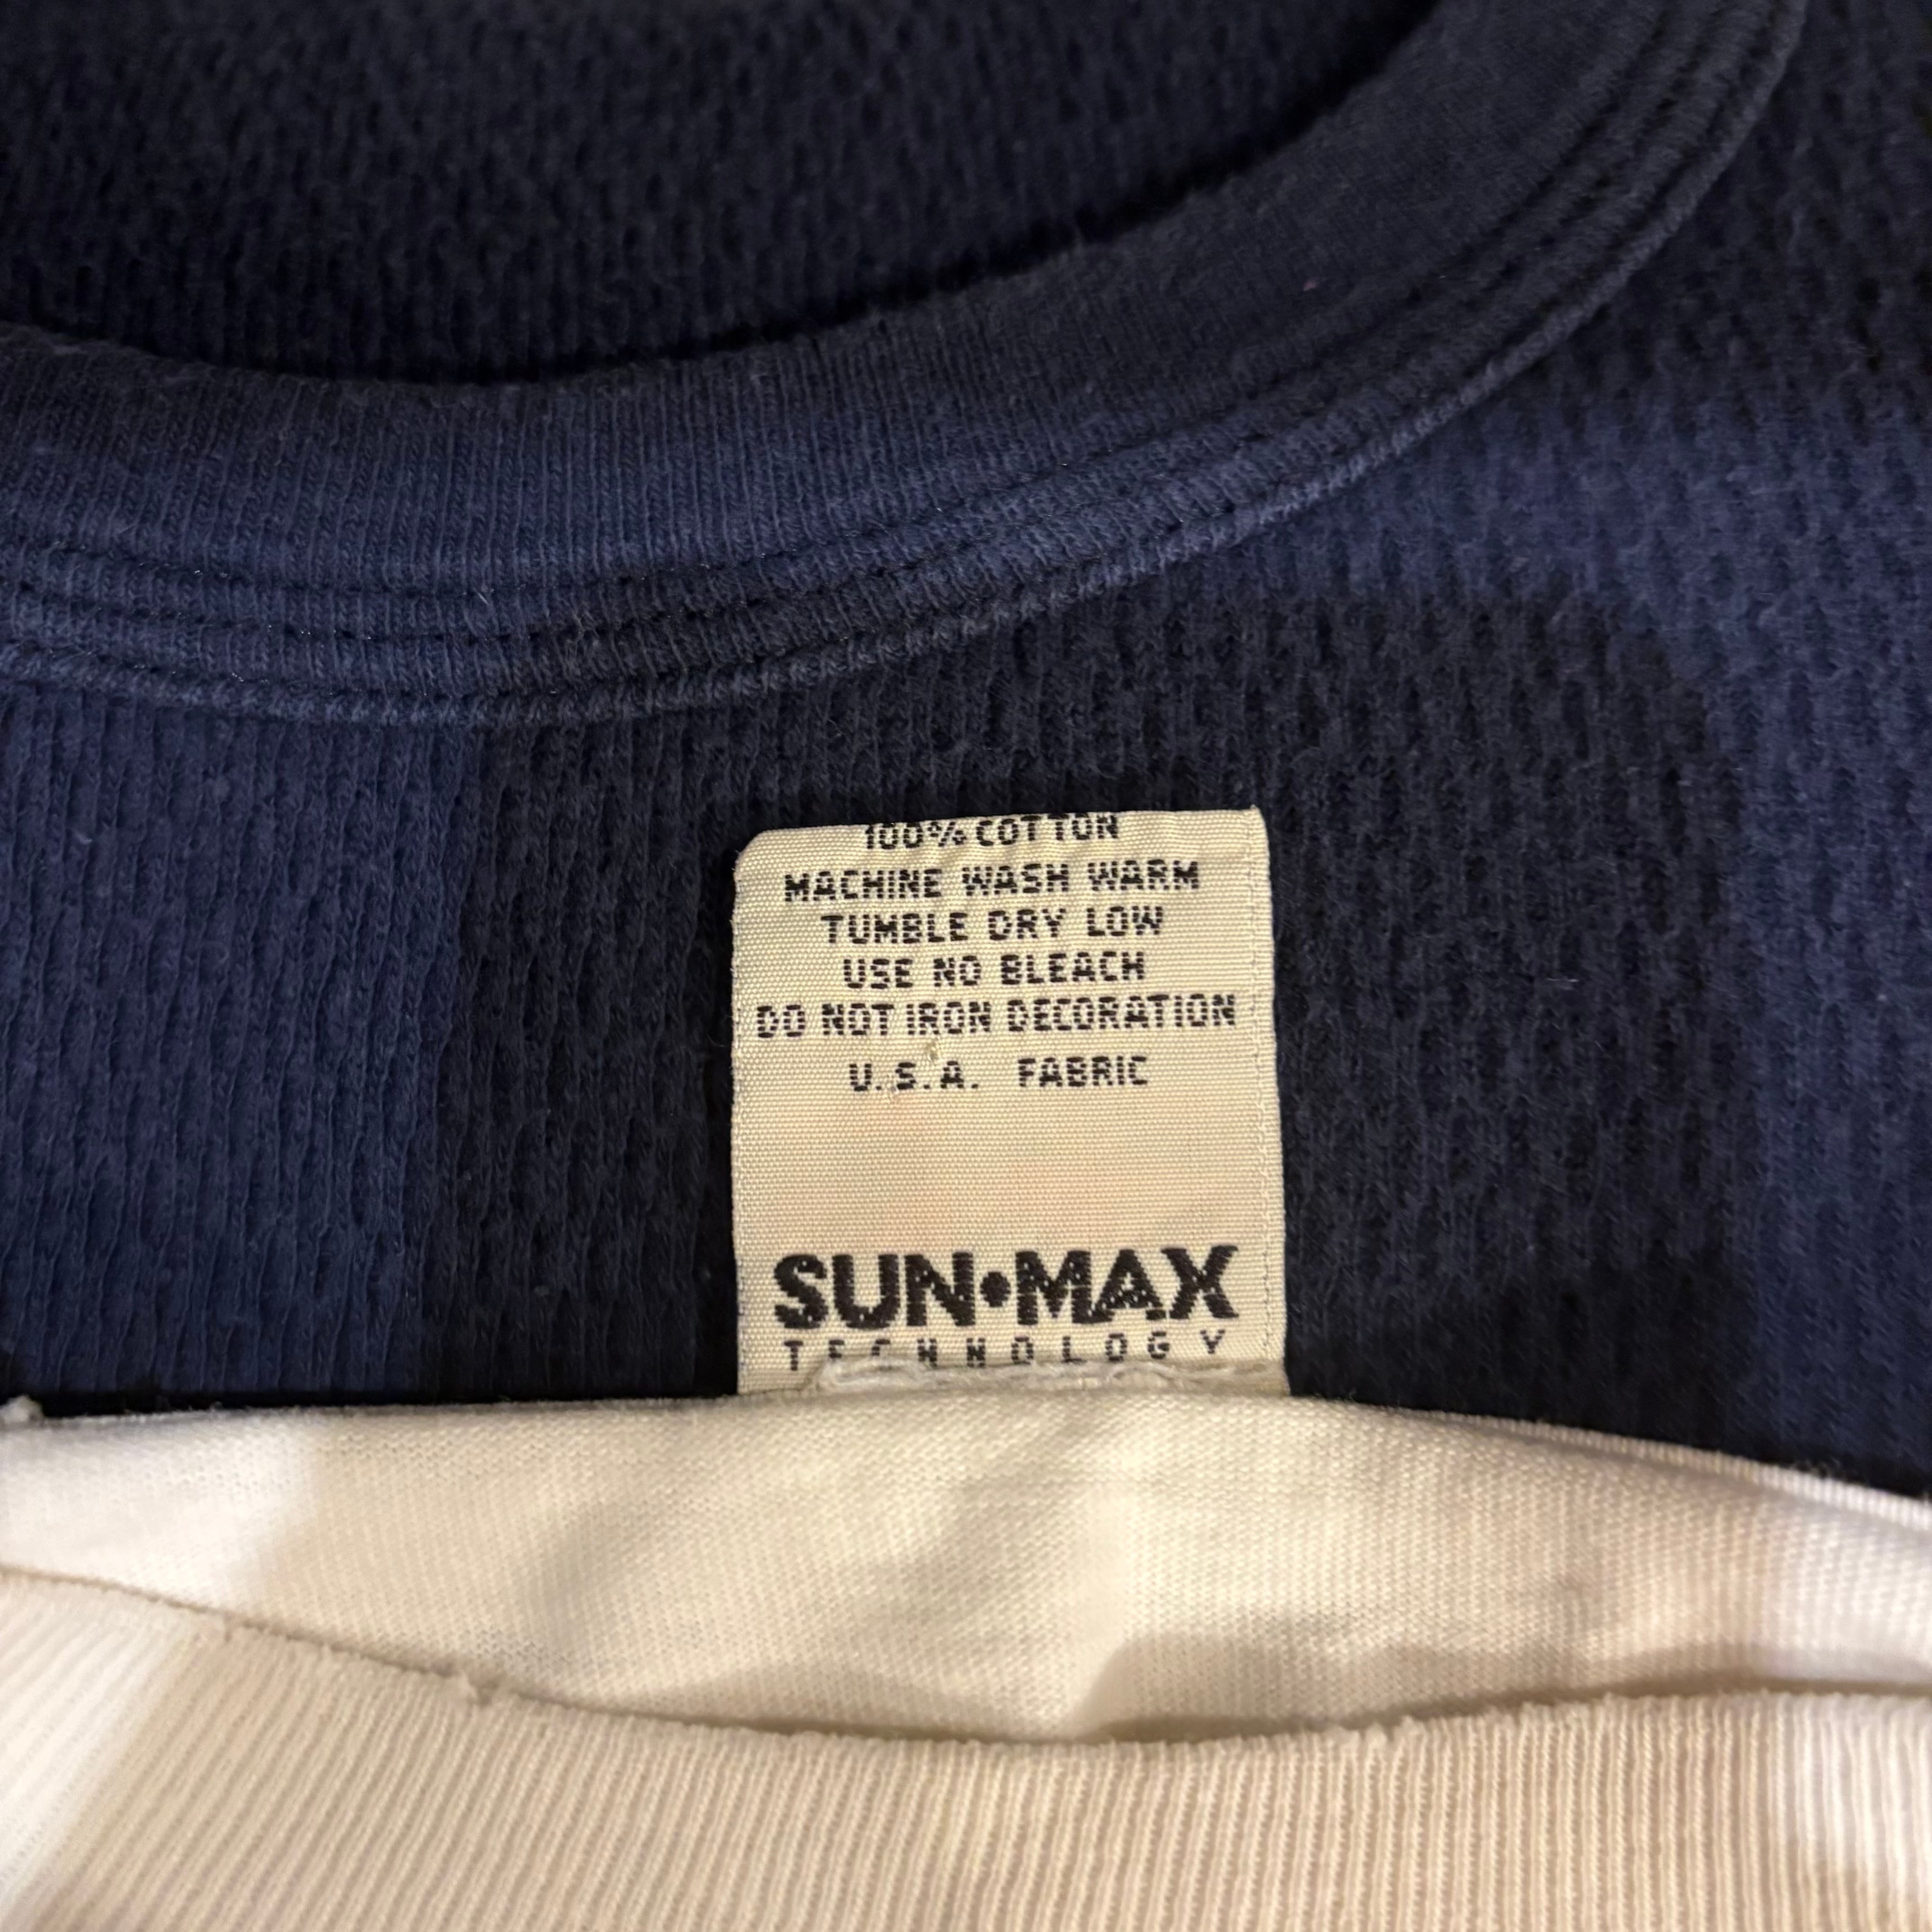 100% COTTON
MACHINE WASH WARM
TUMBLE DRY LOW
USE NO BLEACH
DO NOT IRON DECORATION
U.S.A. FABRIC
SUN•MAX
TECHNOLOGY